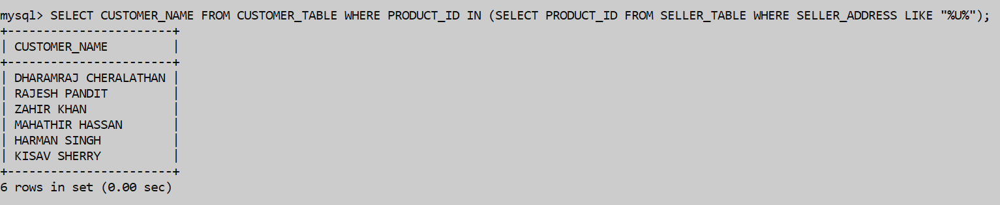 mysql> SELECT CUSTOMER_NAME FROM CUSTOMER_TABLE WHERE PRODUCT_ID IN (SELECT PRODUCT_ID FROM SELLER_TABLE WHERE SELLER_ADDRESS LIKE "%U%");
+-----------------------+
| CUSTOMER_NAME         |
+-----------------------+
| DHARAMRAJ CHERALATHAN |
| RAJESH PANDIT         |
| ZAHIR KHAN            |
| MAHATHIR HASSAN       |
| HARMAN SINGH          |
| KISAV SHERRY          |
+-----------------------+
6 rows in set (0.00 sec)